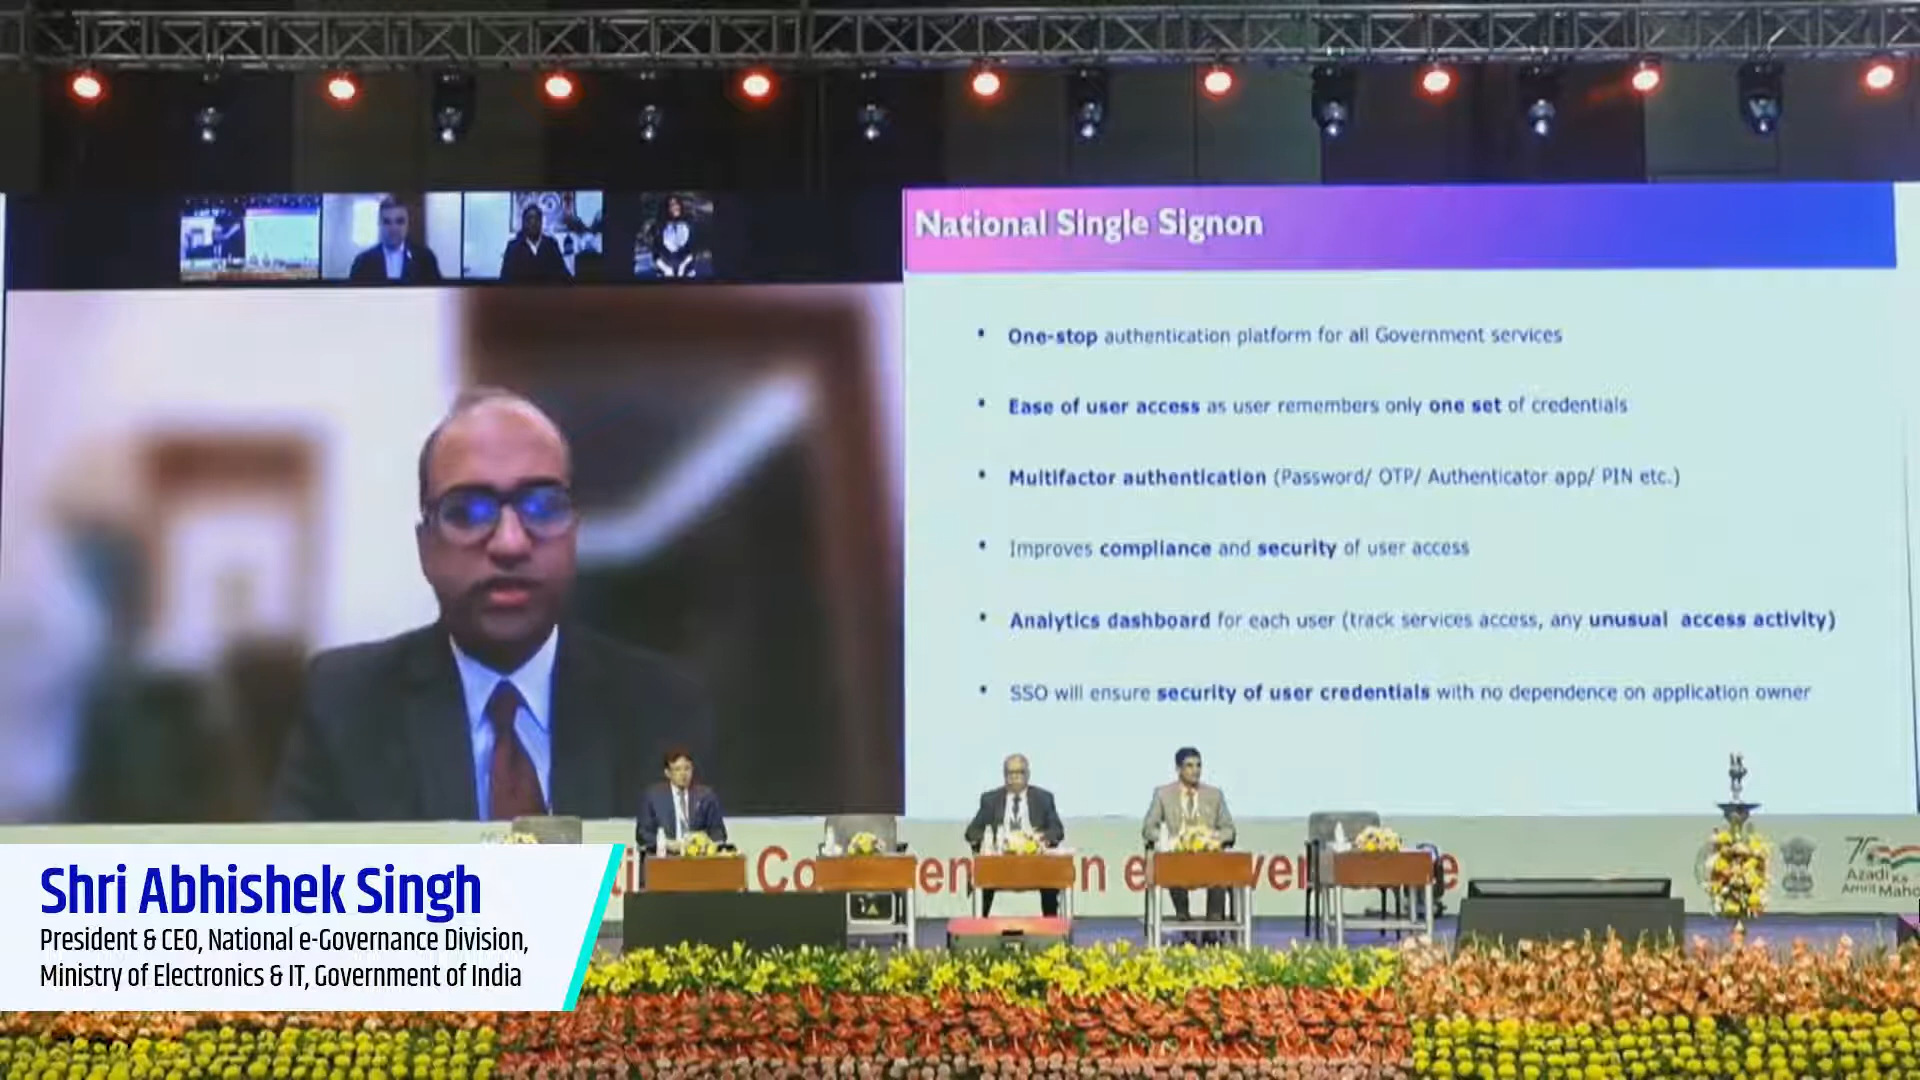 National Single Signon
• One-stop authentication platform for all Government services
• Ease of user access as user remembers only one set of credentials
• Multifactor authentication (Password/ OTP/ Authenticator app/ PIN etc.)
• Improves compliance and security of user access
• Analytics dashboard for each user (track services access, any unusual access activity)
• SSO will ensure security of user credentials with no dependence on application owner
Shri Abhishek Singh
President & CEO, National e-Governance Division,
Ministry of Electronics & IT, Government of India
Azadi Ka
Amrit Maho